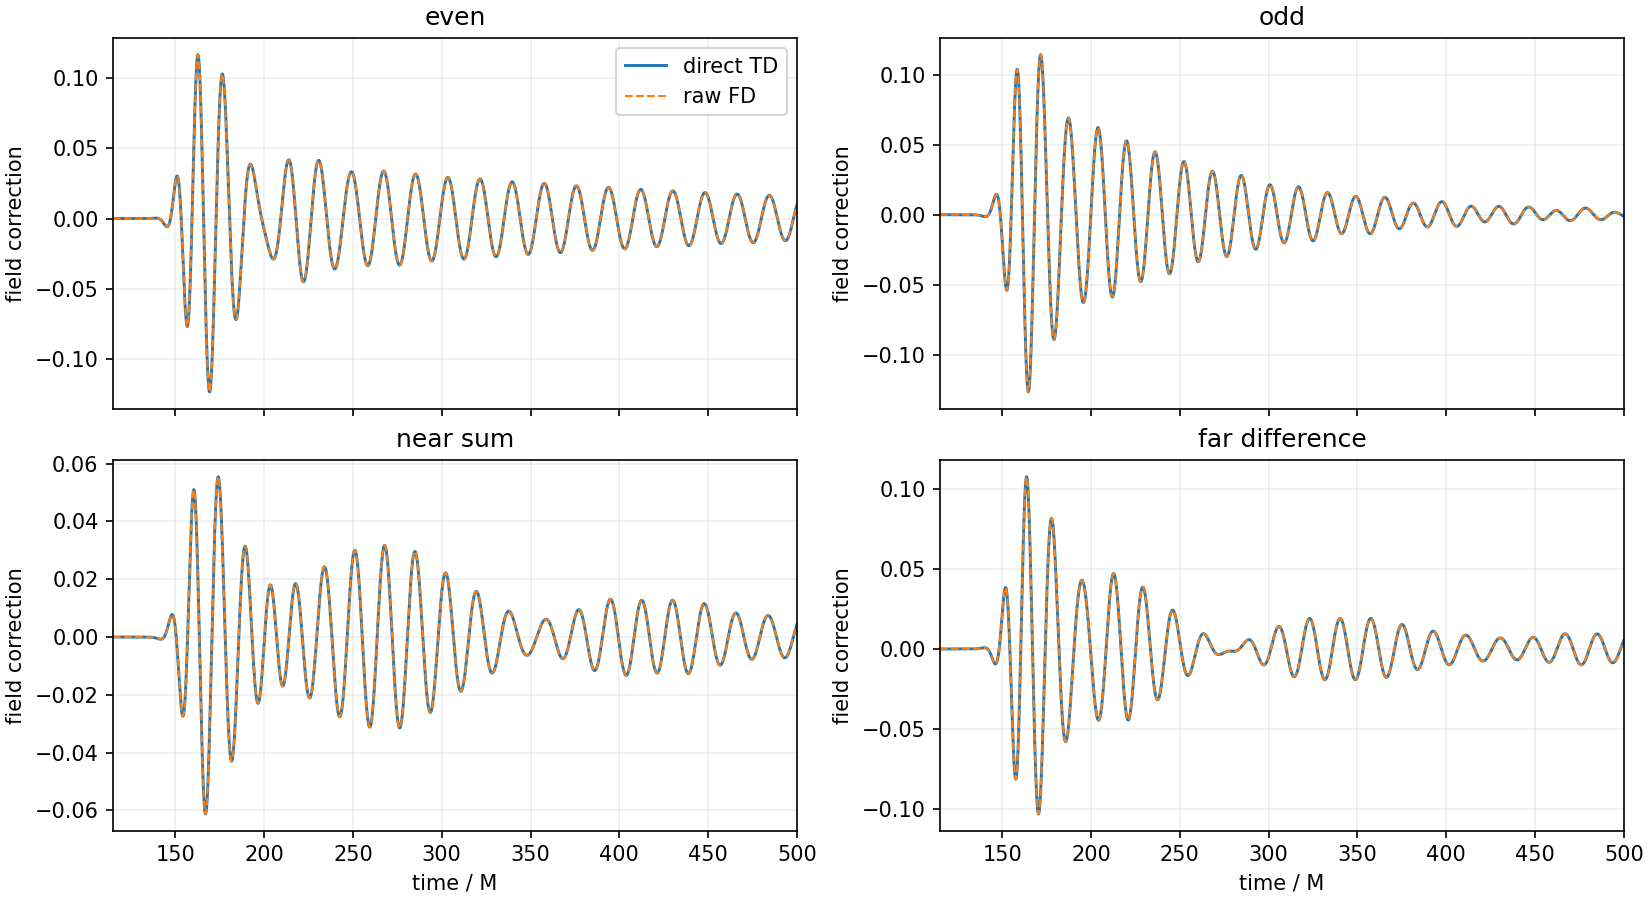 even
0.10
0.05
0.00
−0.05
−0.10
field correction
direct TD
raw FD
odd
0.10
0.05
0.00
−0.05
−0.10
field correction
near sum
0.06
0.04
0.02
0.00
−0.02
−0.04
−0.06
field correction
150 200 250 300 350 400 450 500
time / M
far difference
0.10
0.05
0.00
−0.05
−0.10
field correction
150 200 250 300 350 400 450 500
time / M